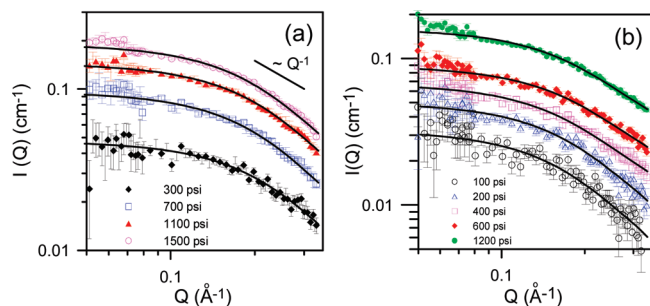 (a)
~ Q-1
I (Q) (cm-1)
0.1
0.01
300 psi
700 psi
1100 psi
1500 psi
0.1
Q (Å-1)
(b)
I(Q) (cm-1)
0.1
0.01
100 psi
200 psi
400 psi
600 psi
1200 psi
0.1
Q (Å-1)